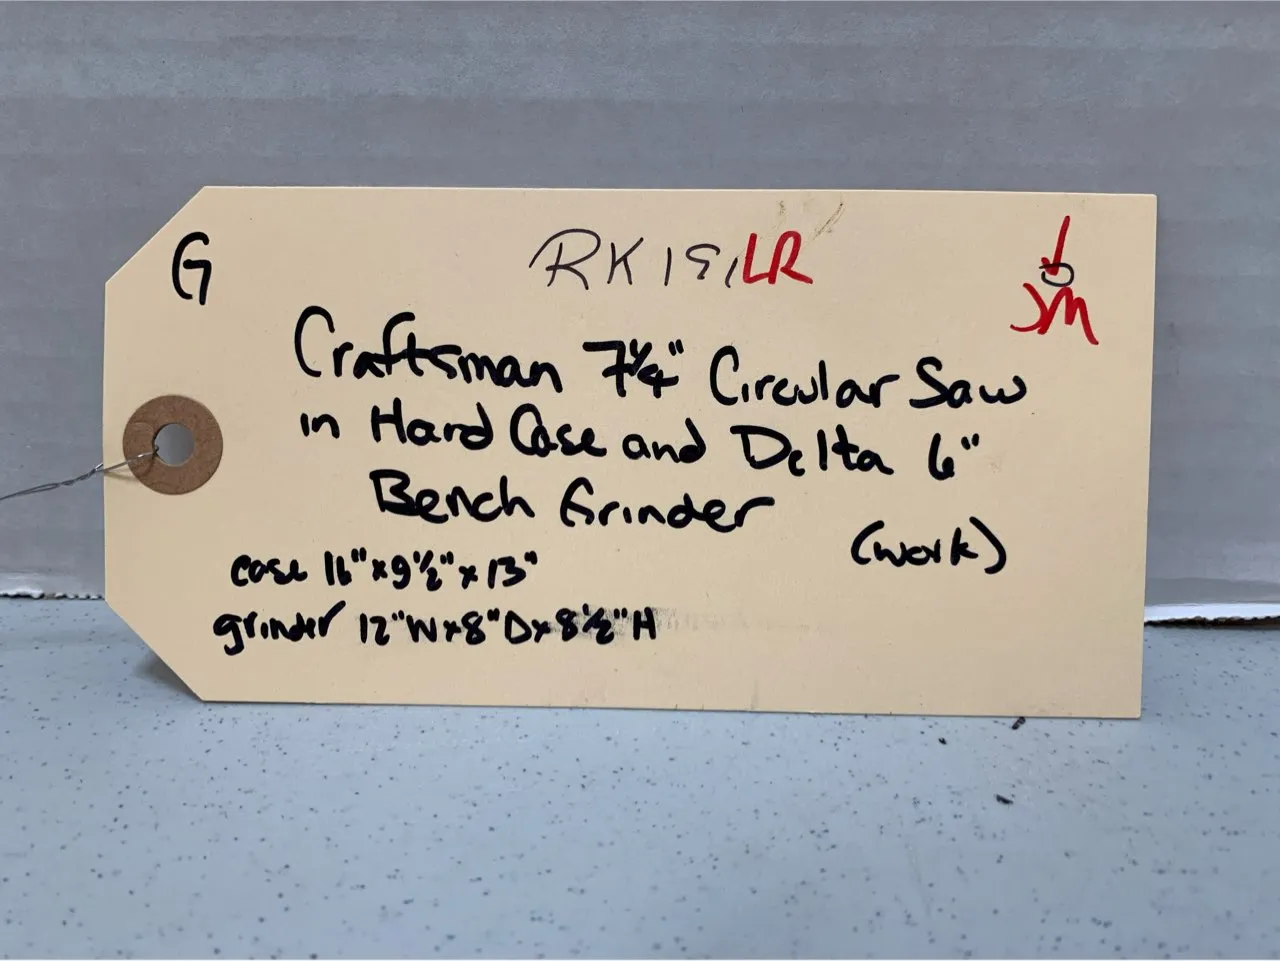 G
RK191LR
JM
Craftsman 7¼" Circular Saw
in Hard Case and Delta 6"
Bench Grinder
(work)
case 16"x9½"x13"
grinder 12"Wx8"Dx8½"H